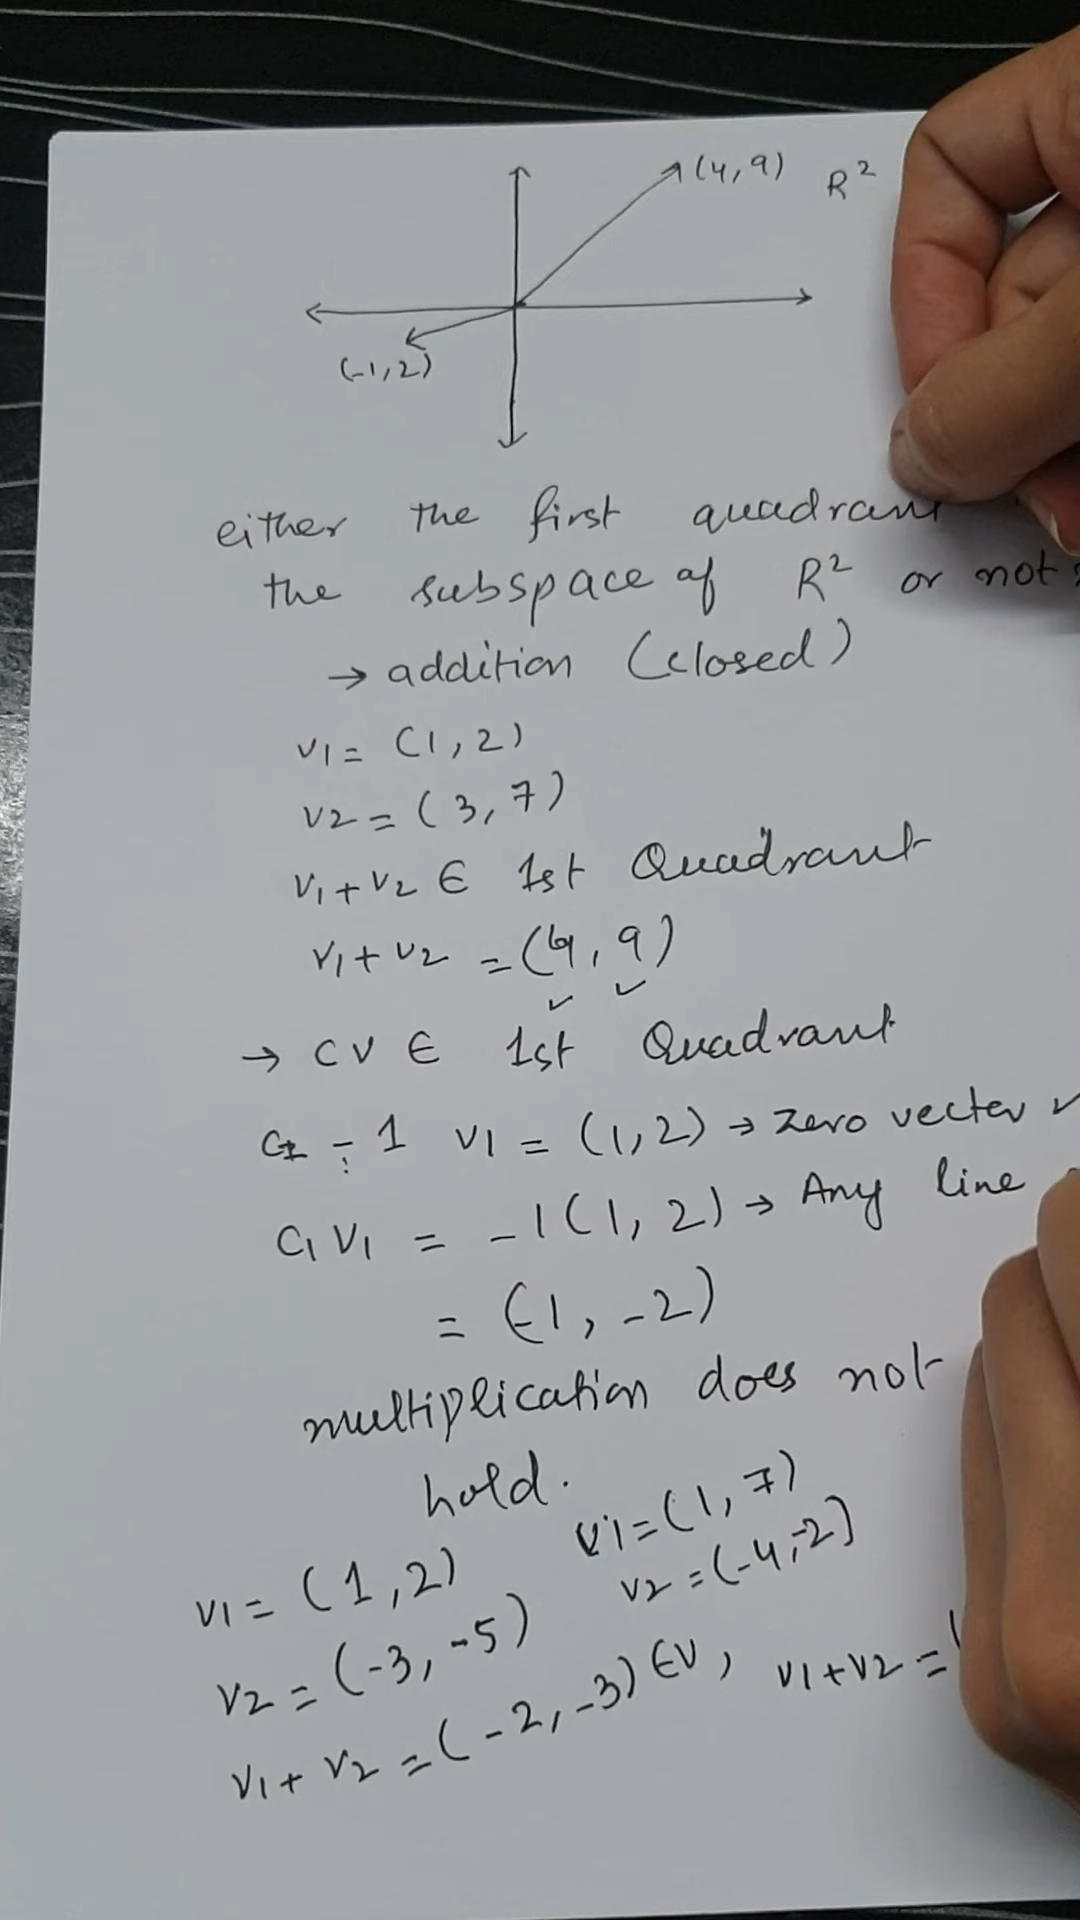 (4,9) R²
(-1,2)
either the first quadrant
the subspace of R² or not
→ addition (closed)
v1 = (1,2)
v2 = (3,7)
v1+v2 ∈ 1st Quadrant
v1+v2 = (4,9)
✓ ✓
→ CV ∈ 1st Quadrant
1 v1 = (1,2) → Zero vector
C1 V1 = -1(1,2) → Any line
= (-1,-2)
multiplication does not
hold.
v1 = (1,7)
v2 = (-4,-2)
v1 = (1,2)
v2 = (-3,-5)
v1+v2 = (-2,-3) ∈V, v1+v2 = (